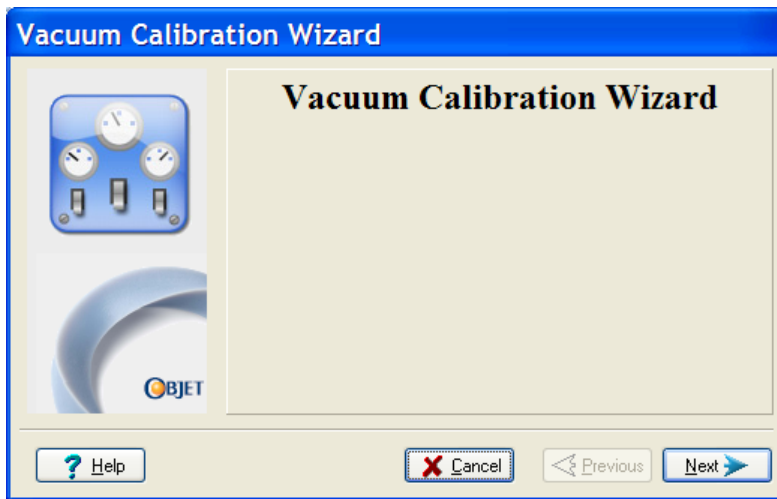 Vacuum Calibration Wizard
Vacuum Calibration Wizard
OBJET
Help
Cancel
Previous
Next